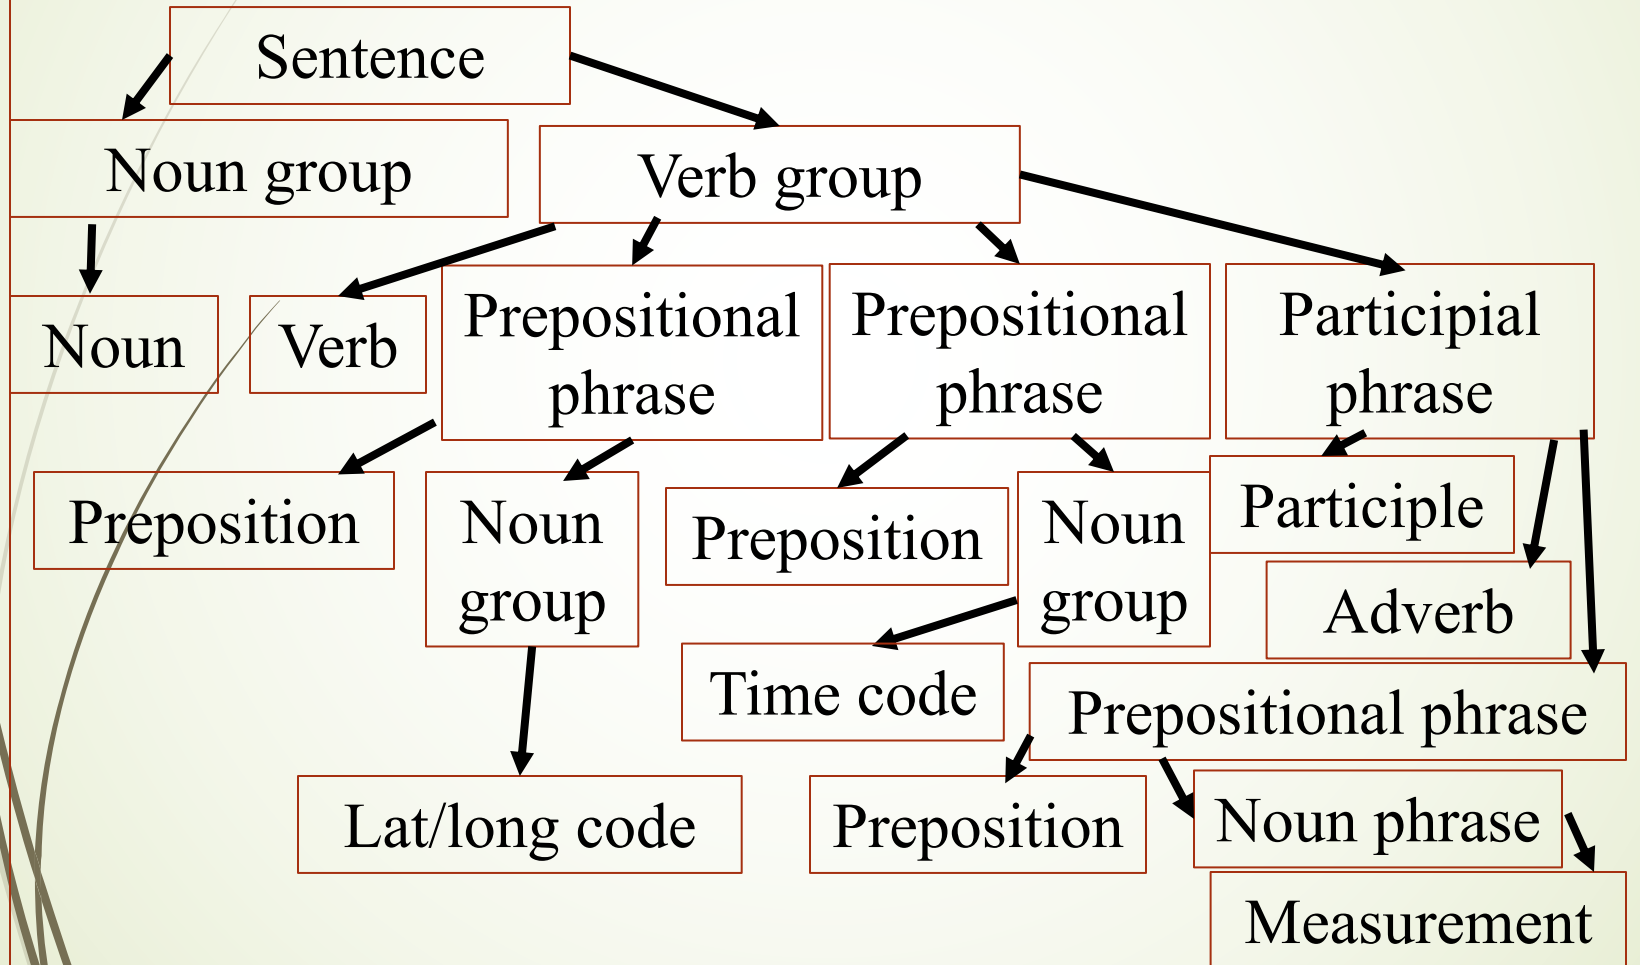 Sentence
Noun group
Verb group
Noun
Verb
Prepositional
phrase
Prepositional
phrase
Participial
phrase
Preposition
Noun
group
Preposition
Noun
group
Participle
Adverb
Time code
Prepositional phrase
Lat/long code
Preposition
Noun phrase
Measurement